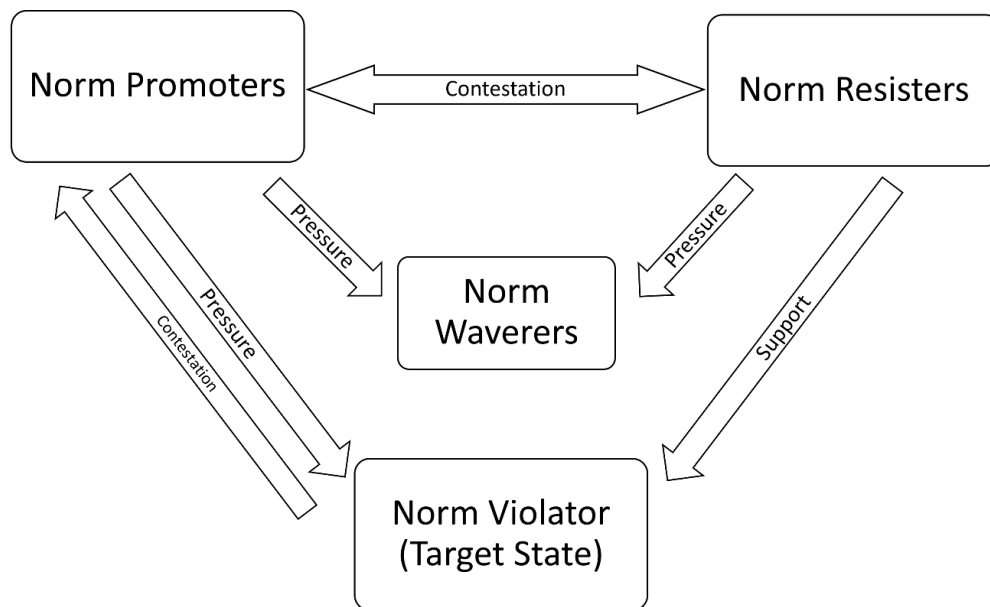 Norm Promoters
Contestation
Norm Resisters
Pressure
Pressure
Norm
Waverers
Pressure
Contestation
Support
Norm Violator
(Target State)